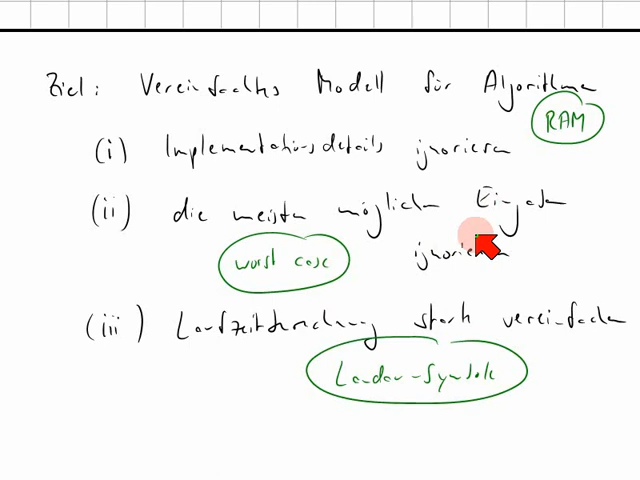 Ziel: Vereinfachtes Modell für Algorithmen
RAM
(i) Implementationsdetails ignorieren
(ii) die meisten möglichen Eingaben
ignorieren
worst case
(iii) Laufzeitberechnung stark vereinfachen
Landau-Symbole